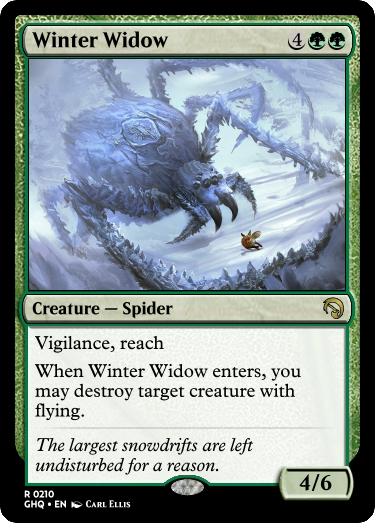 Winter Widow 4
Creature — Spider
Vigilance, reach
When Winter Widow enters, you
may destroy target creature with
flying.
The largest snowdrifts are left
undisturbed for a reason.
4/6
R 0210
GHQ • EN Carl Ellis